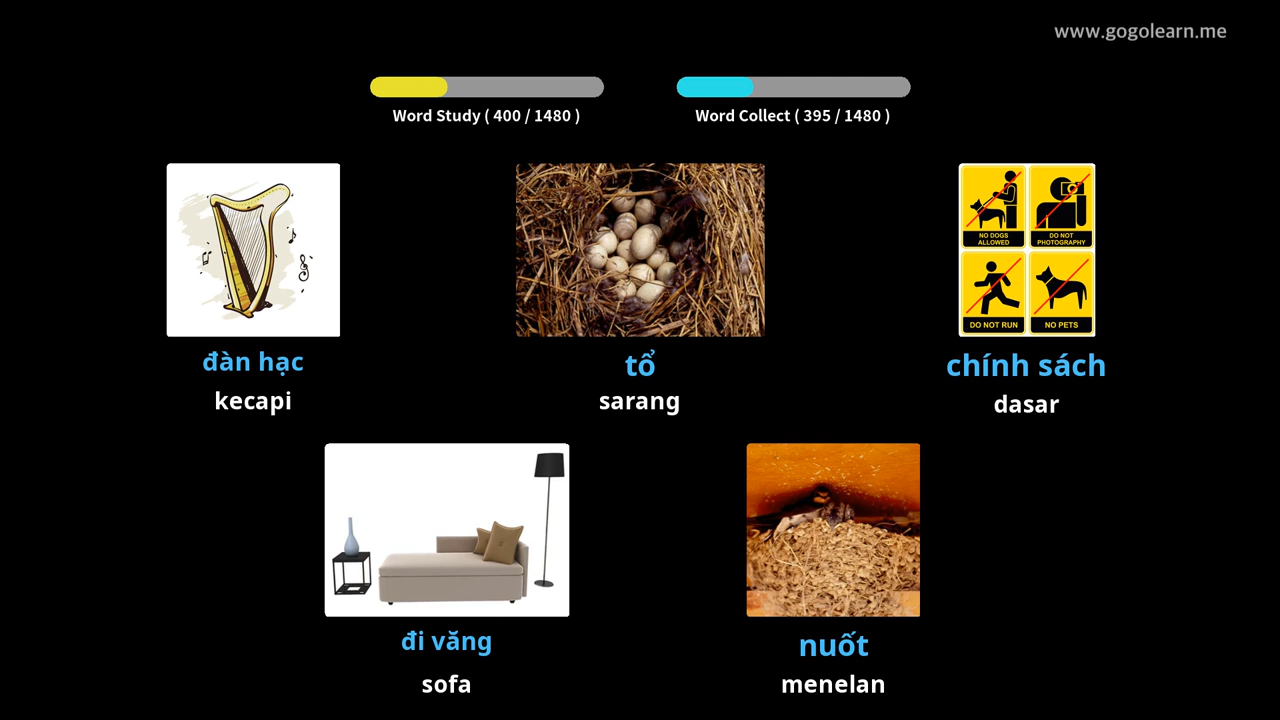 www.gogolearn.me
Word Study ( 400 / 1480 )
Word Collect ( 395 / 1480 )
NO DOGS
ALLOWED
DO NOT
PHOTOGRAPHY
DO NOT RUN
NO PETS
đàn hạc
kecapi
tổ
sarang
chính sách
dasar
đi văng
sofa
nuốt
menelan